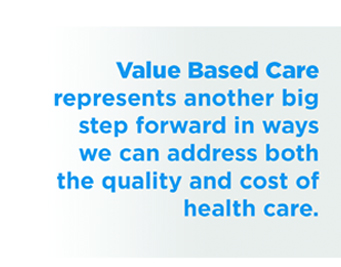 Value Based Care
represents another big
step forward in ways
we can address both
the quality and cost of
health care.